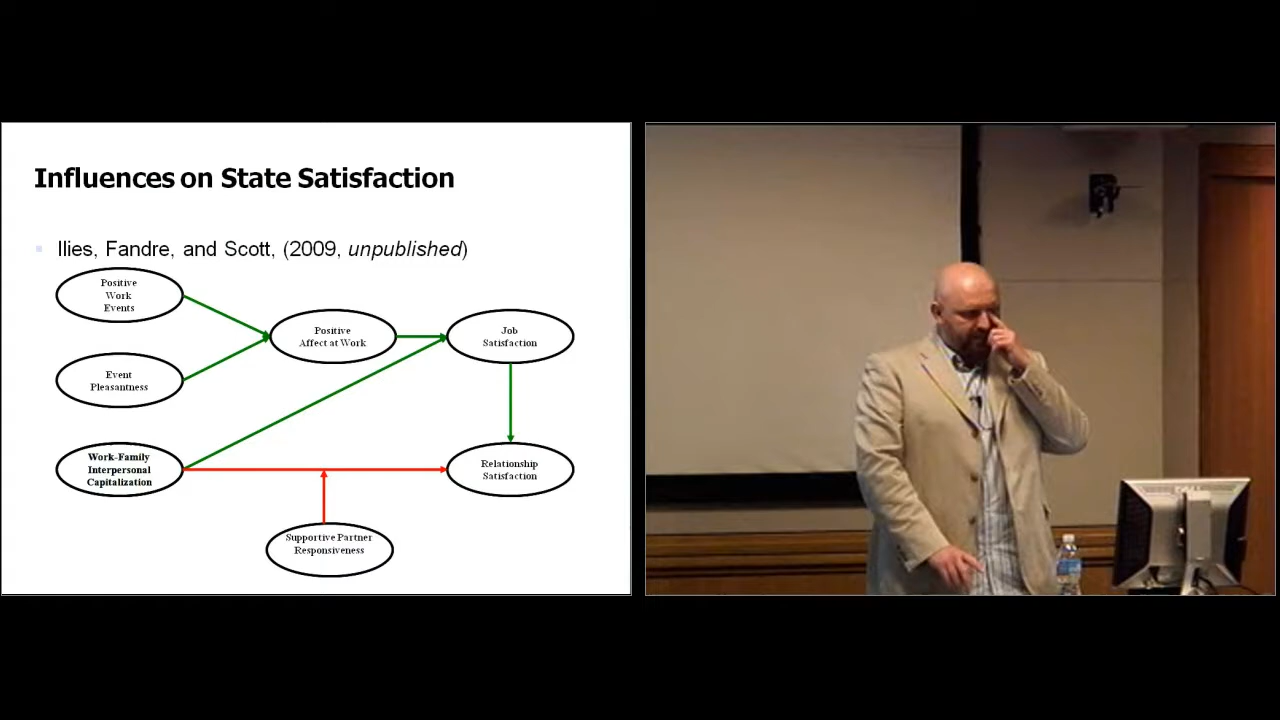 Influences on State Satisfaction
Ilies, Fandre, and Scott, (2009, unpublished)
Positive
Work
Events
Positive
Affect at Work
Job
Satisfaction
Event
Pleasantness
Work-Family
Interpersonal
Capitalization
Relationship
Satisfaction
Supportive Partner
Responsiveness
DELL